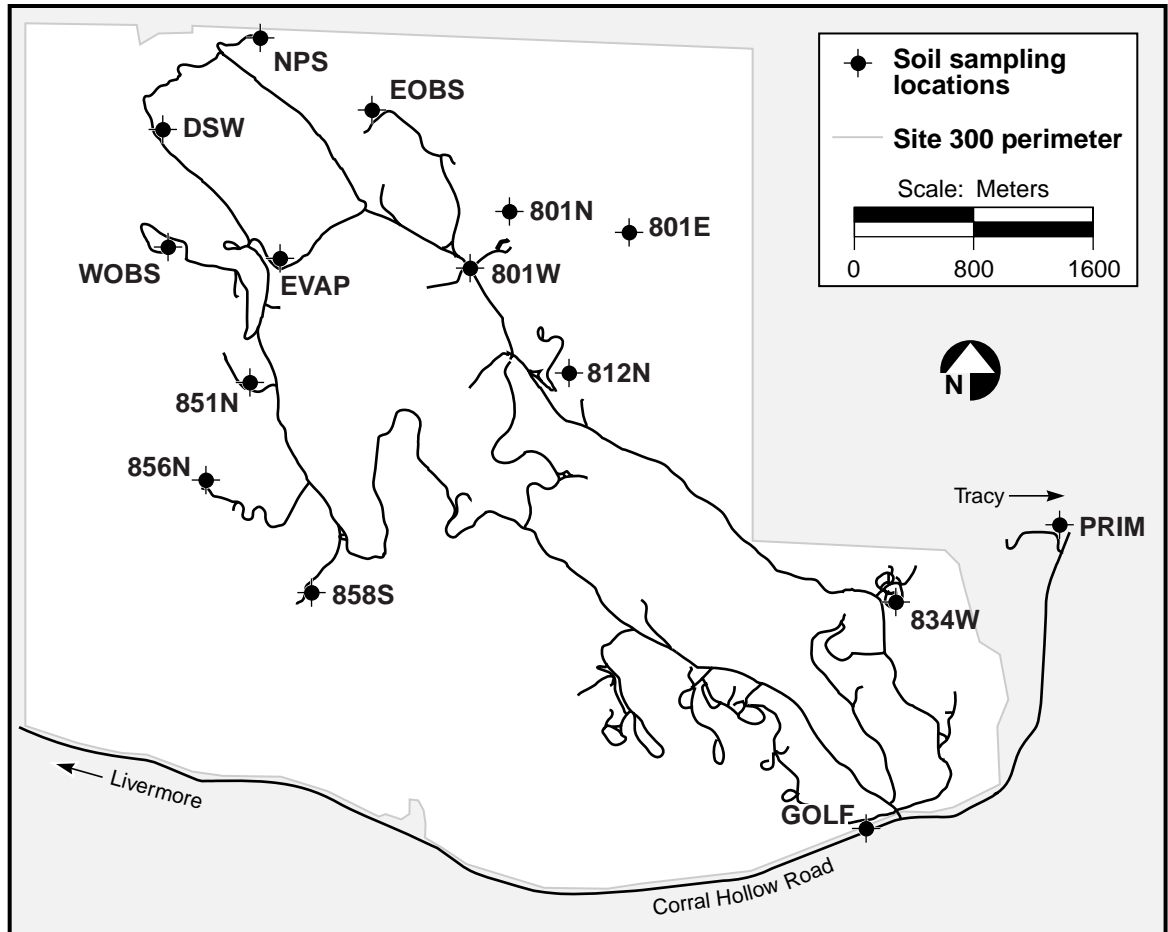 NPS
EOBS
DSW
801N
801E
WOBS
EVAP
801W
812N
851N
856N
858S
834W
PRIM
Tracy
GOLF
Livermore
Corral Hollow Road
N
Soil sampling
locations
Site 300 perimeter
Scale: Meters
0 800 1600